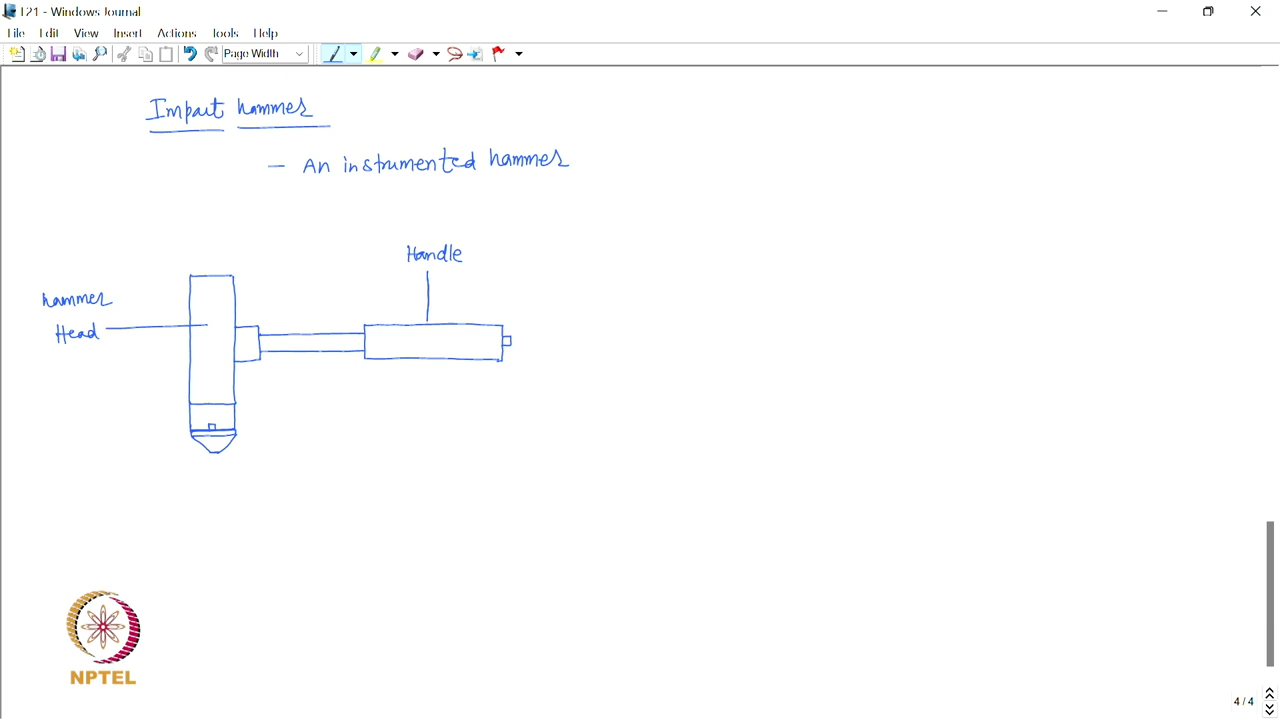 L21 - Windows Journal
File Edit View Insert Actions Tools Help
Page Width
Impact hammer
- An instrumented hammer
Handle
hammer
Head
NPTEL
4 / 4